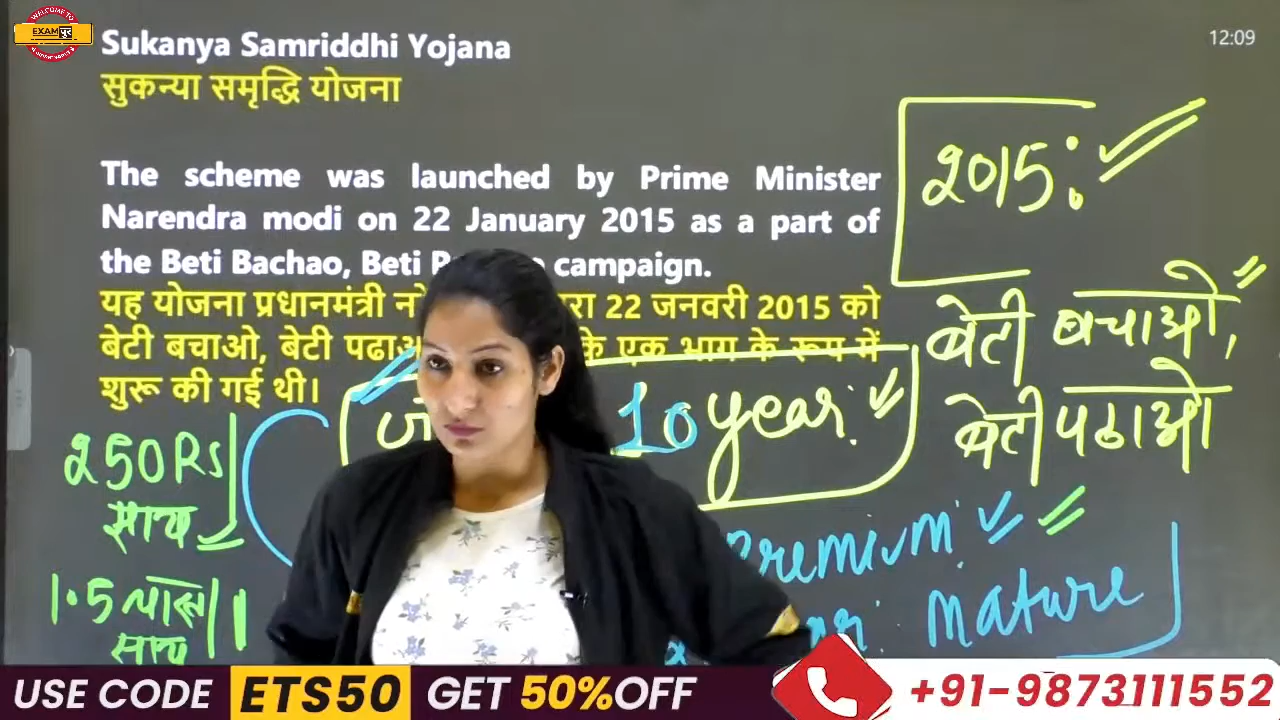 WELCOME TO
EXAM पुर
12:09
Sukanya Samriddhi Yojana
सुकन्या समृद्धि योजना
The scheme was launched by Prime Minister
Narendra modi on 22 January 2015 as a part of
the Beti Bachao, Beti campaign.
यह योजना प्रधानमंत्री 22 जनवरी 2015 को
बेटी बचाओ, बेटी के एक भाग के रूप में
शुरू की गई थी।
2015:
बेटी बचाओ,
बेटी पढाओ
10 year.
250 RS
साल
1.5 लाख
साल
Premium
mature
USE CODE ETS50 GET 50%OFF
+91-9873111552